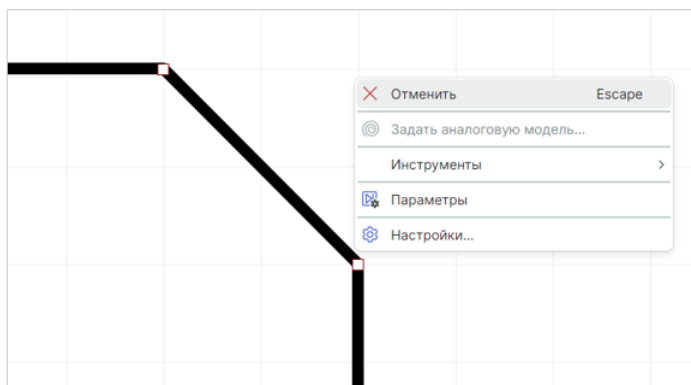 Отменить Escape
Задать аналоговую модель...
Инструменты
Параметры
Настройки...